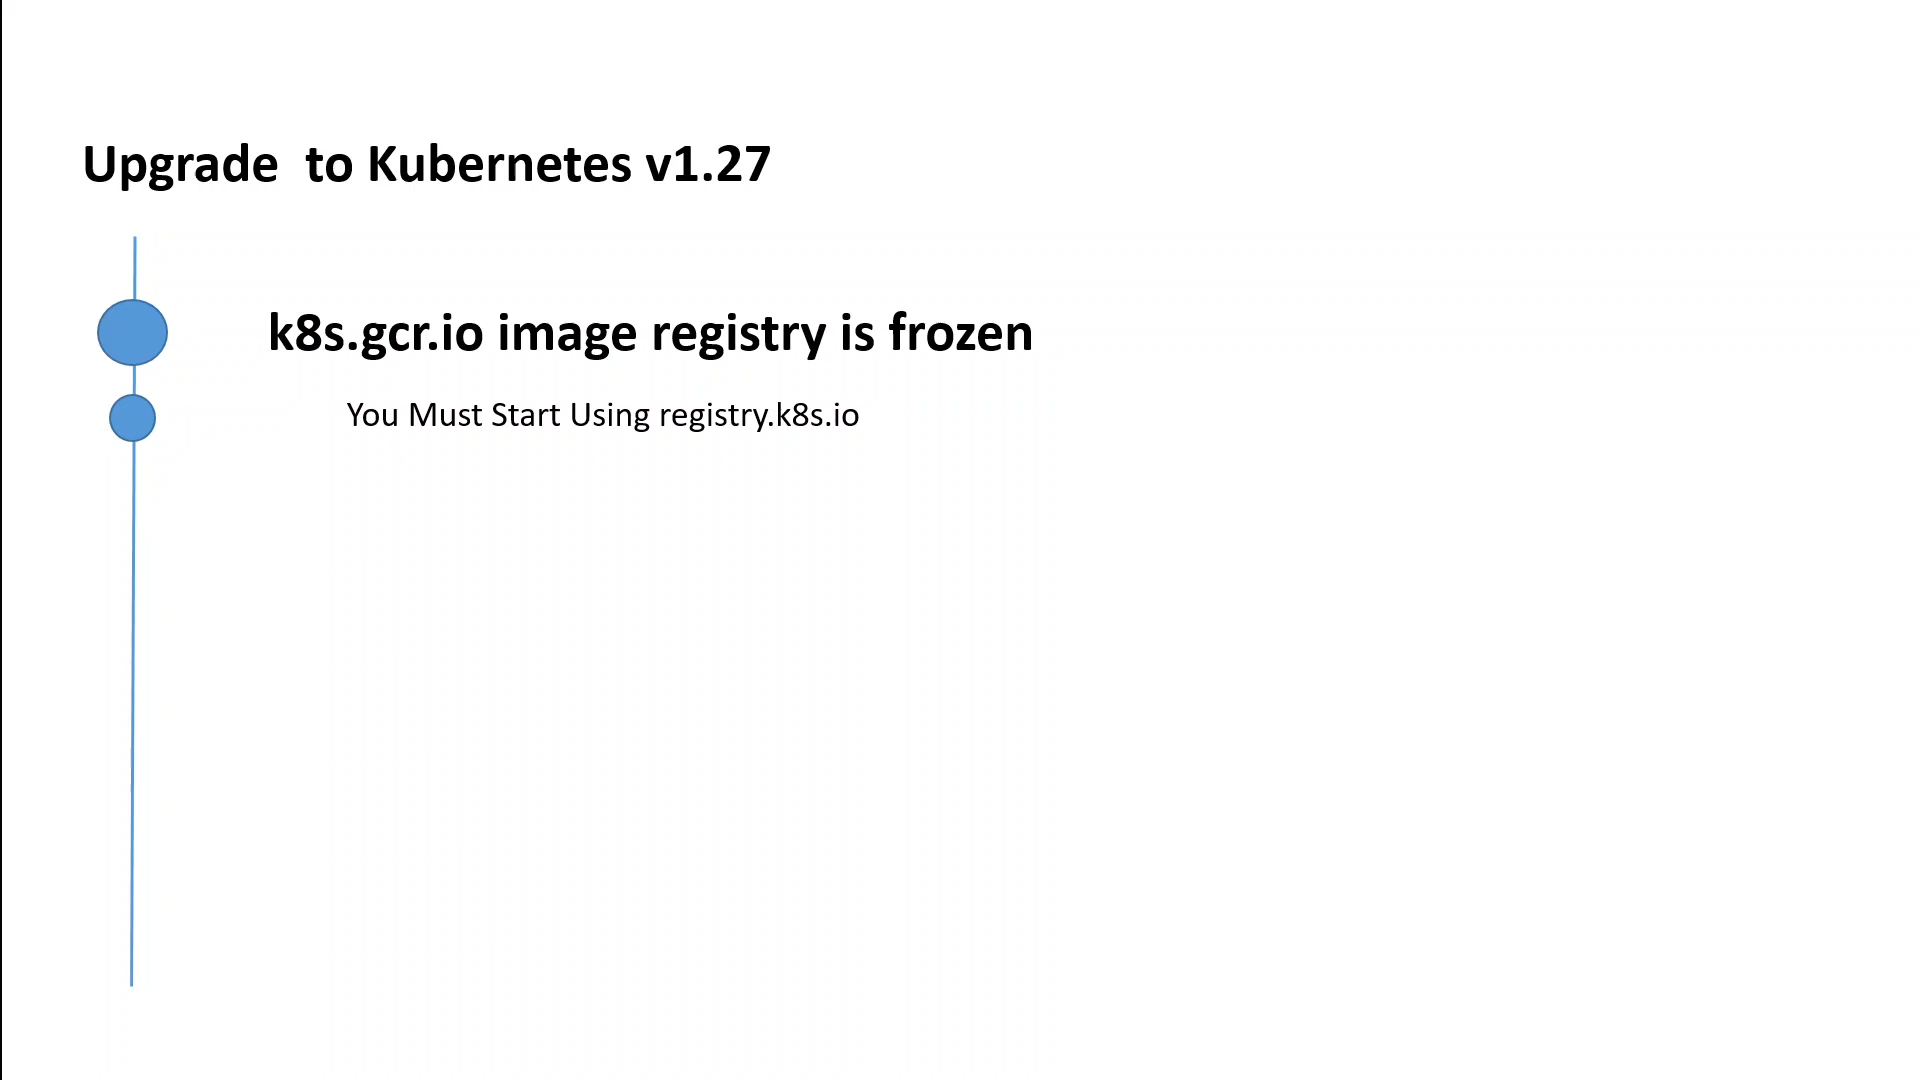 Upgrade  to Kubernetes v1.27
k8s.gcr.io image registry is frozen
You Must Start Using registry.k8s.io